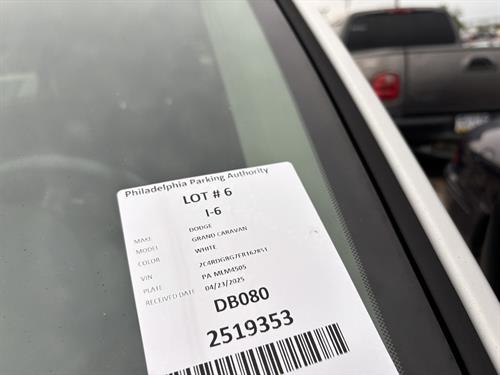 Philadelphia Parking Authority
LOT # 6
I-6
MAKE DODGE
MODEL GRAND CARAVAN
COLOR WHITE
VIN 2C4RDGBG7ER162851
PLATE PA MLM4505
RECEIVED DATE 04/23/2025
DB080
2519353